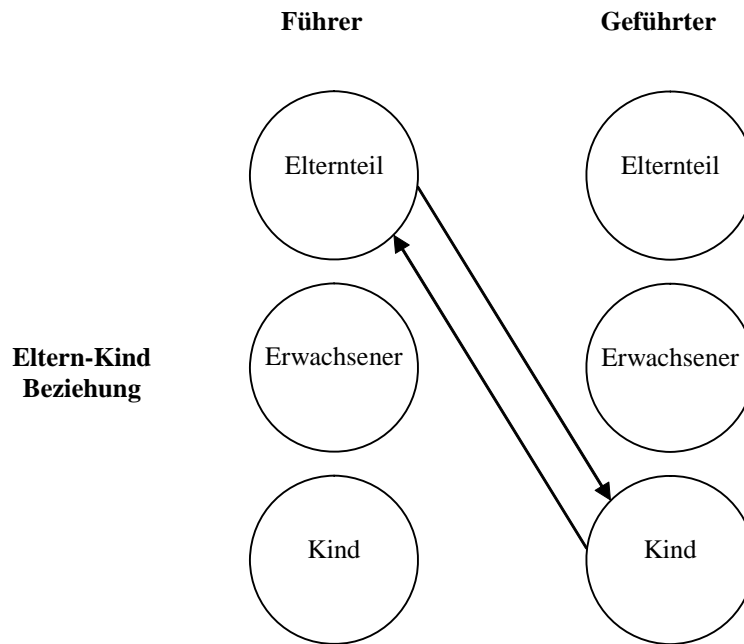 Führer Geführter
Elternteil Elternteil
Eltern-Kind
Beziehung
Erwachsener Erwachsener
Kind Kind